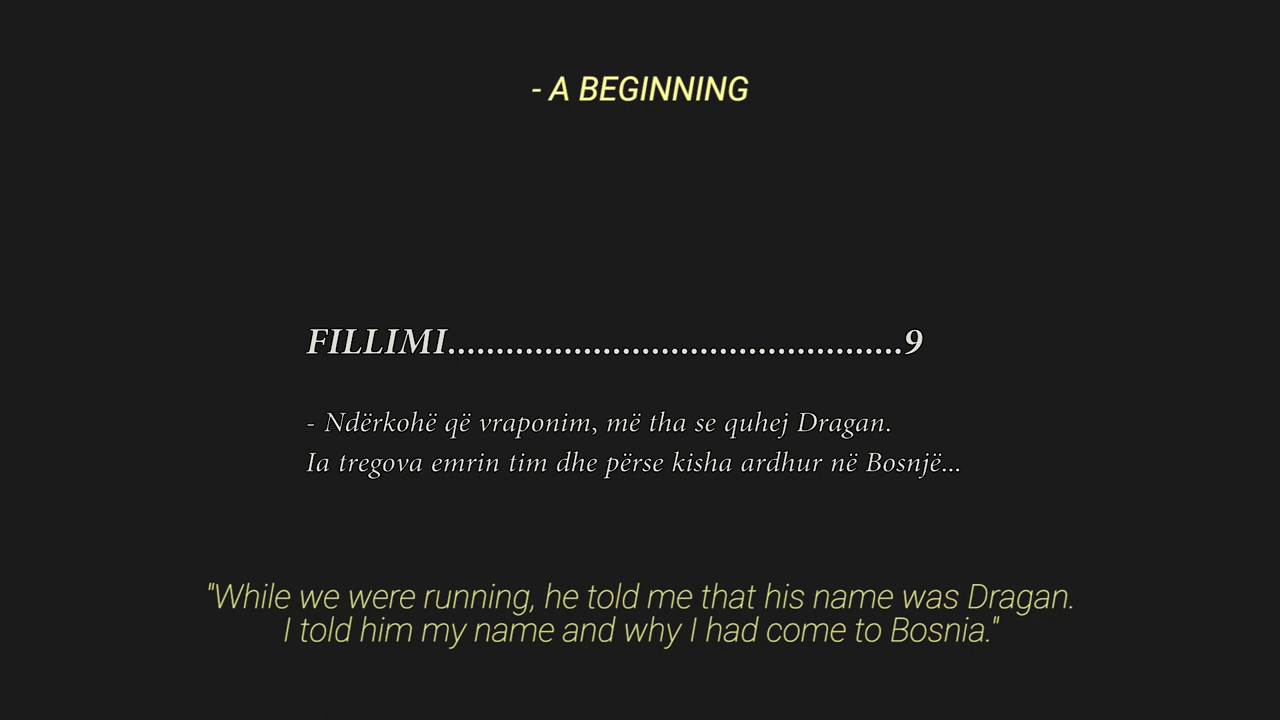 - A BEGINNING
FILLIMI................................................9
- Ndërkohë që vraponim, më tha se quhej Dragan.
Ia tregova emrin tim dhe përse kisha ardhur në Bosnjë...
"While we were running, he told me that his name was Dragan.
I told him my name and why I had come to Bosnia."